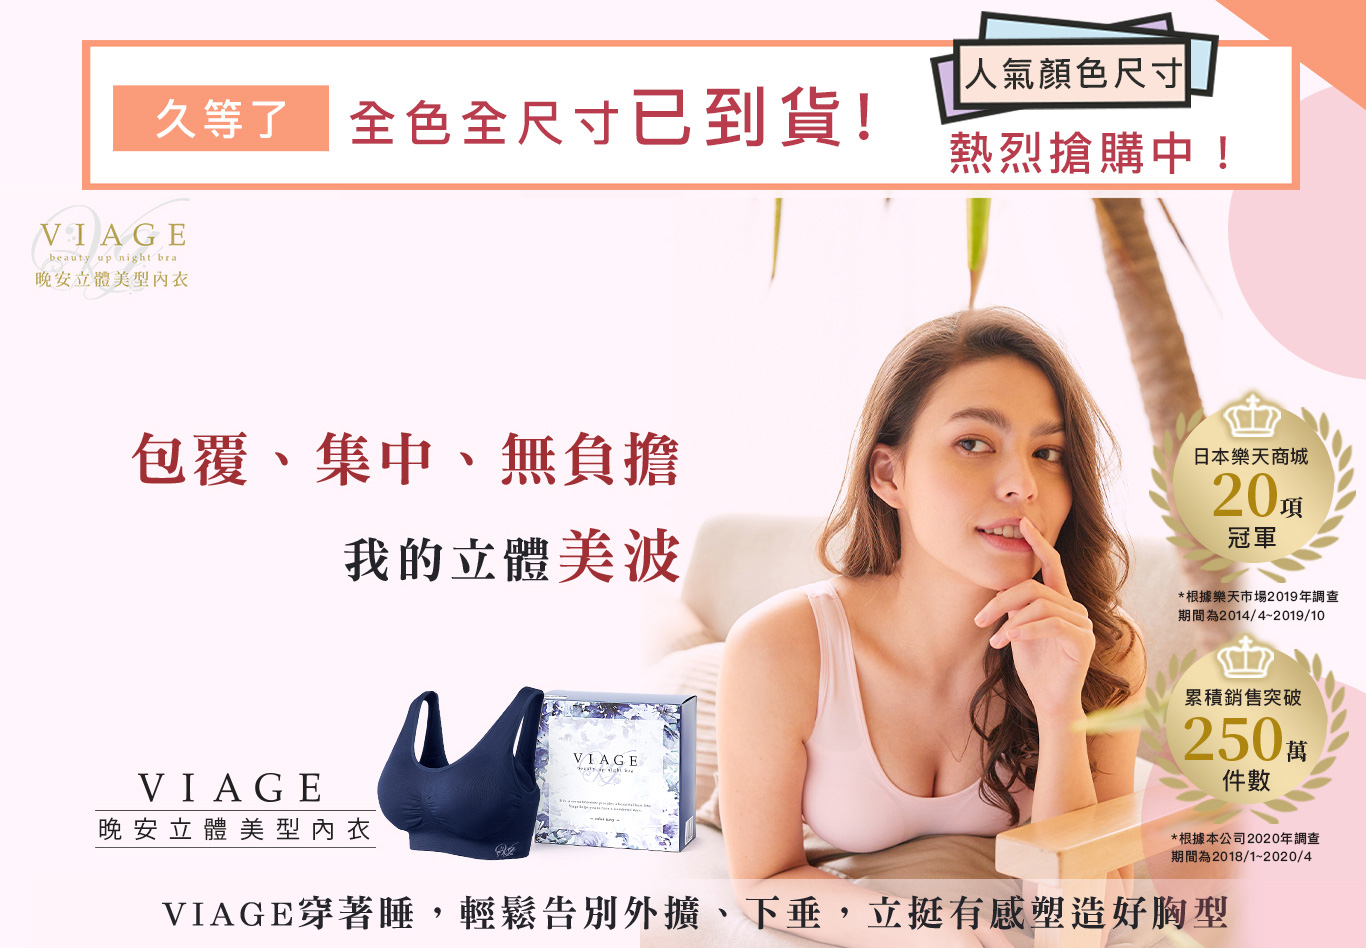 久等了
全色全尺寸已到貨!
人氣顏色尺寸
熱烈搶購中！
VIAGE
beauty up night bra
晚安立體美型內衣
包覆、集中、無負擔
我的立體美波
日本樂天商城
20項
冠軍
*根據樂天市場2019年調查
期間為2014/4~2019/10
累積銷售突破
250萬
件數
*根據本公司2020年調查
期間為2018/1~2020/4
VIAGE
beauty up night bra
VIAGE
晚安立體美型內衣
VIAGE穿著睡，輕鬆告別外擴、下垂，立挺有感塑造好胸型